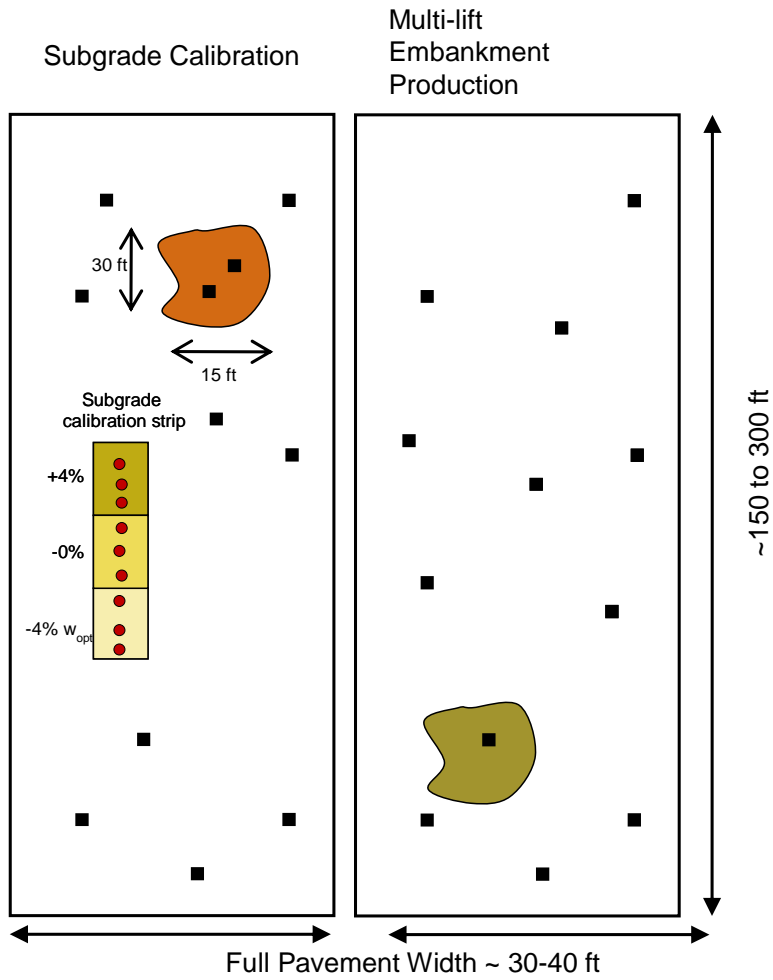 Subgrade Calibration
Multi-lift
Embankment
Production
30 ft
15 ft
Subgrade
calibration strip
+4%
-0%
-4% wopt
~150 to 300 ft
Full Pavement Width ~ 30-40 ft